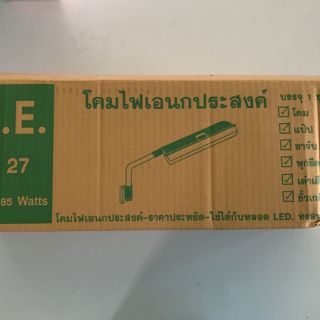 .E.
27
85 Watts
โคมไฟเอนกประสงค์
โคมไฟเอนกประสงค์-ราคาประหยัด-ใช้ได้กับหลอด LED.
บรรจุ
โคม
แป๊ป
ขาจับ